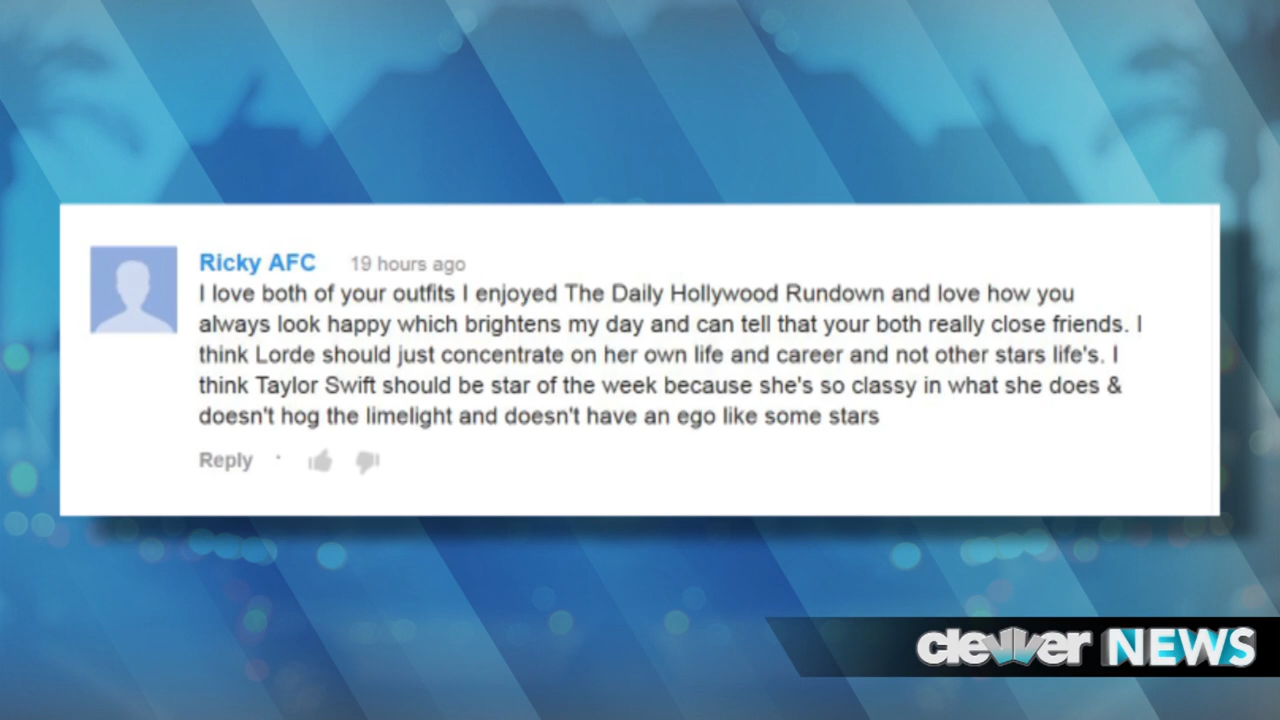 Ricky AFC 19 hours ago
I love both of your outfits I enjoyed The Daily Hollywood Rundown and love how you
always look happy which brightens my day and can tell that your both really close friends. I
think Lorde should just concentrate on her own life and career and not other stars life's. I
think Taylor Swift should be star of the week because she's so classy in what she does &
doesn't hog the limelight and doesn't have an ego like some stars
Reply ·
clevver NEWS